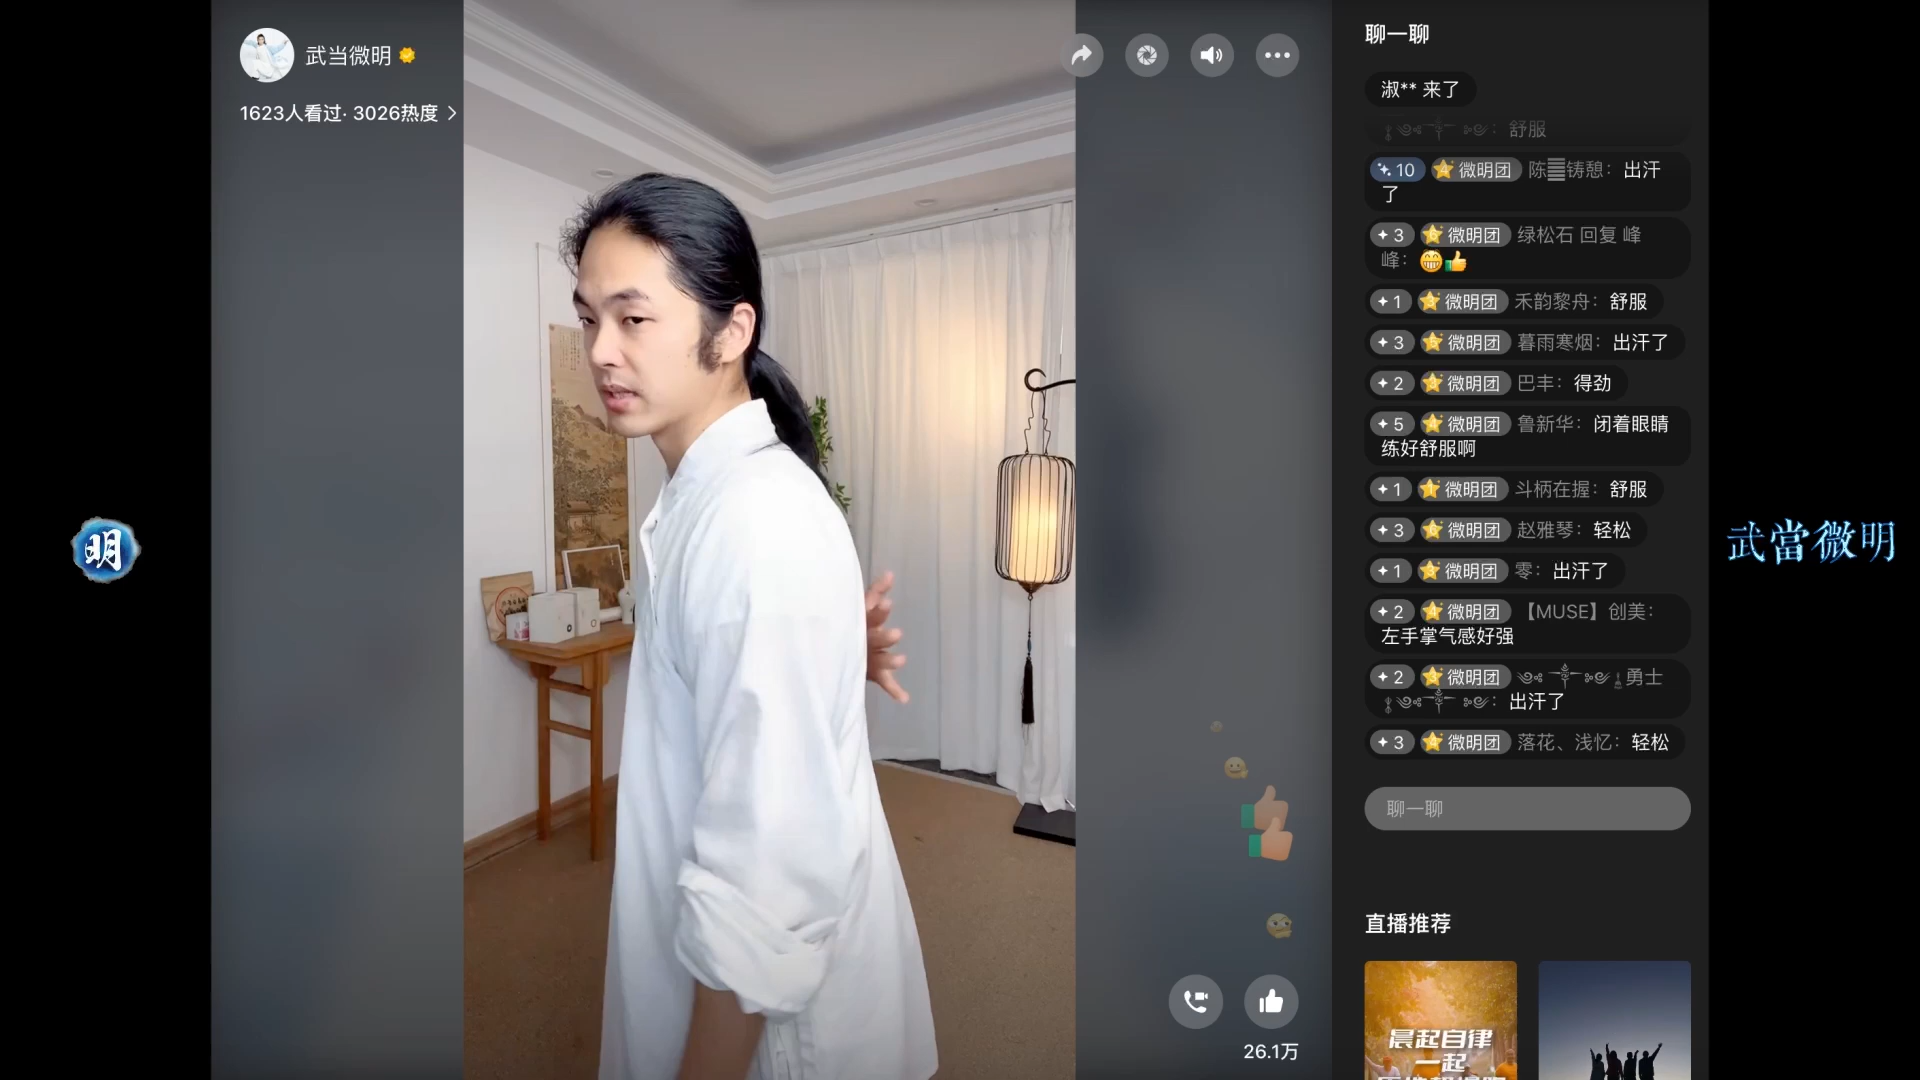 武当微明
1623人看过· 3026热度
聊一聊
淑** 来了
舒服
10 微明团 陈 铸憩：出汗
了
3 微明团 绿松石 回复 峰
峰：
1 微明团 禾韵黎舟：舒服
3 微明团 暮雨寒烟：出汗了
2 微明团 巴丰：得劲
5 微明团 鲁新华：闭着眼睛
练好舒服啊
1 微明团 斗柄在握：舒服
3 微明团 赵雅琴：轻松
1 微明团 零：出汗了
2 微明团 【MUSE】创美：
左手掌气感好强
2 微明团 勇士
：出汗了
3 微明团 落花、浅忆：轻松
聊一聊
直播推荐
晨起自律
一起
26.1万
明
武當微明